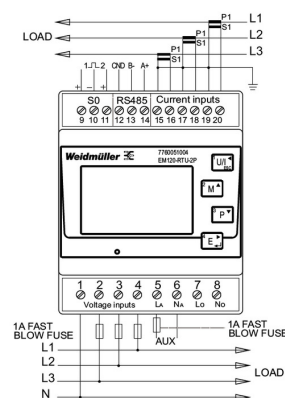 P1 L1
S1
LOAD P1 L2
S1
P1 L3
S1
1 2 GND B- A+
+ − +
S0 RS485 Current inputs
9 10 11 12 13 14 15 16 17 18 19 20
Weidmüller 7760051004
EM120-RTU-2P
U/I
ESC
M
P
E
1 2 3 4 5 6 7 8
Voltage inputs LA NA Lo No
1A FAST
BLOW FUSE
AUX
1A FAST
BLOW FUSE
L1
L2
L3
N
LOAD